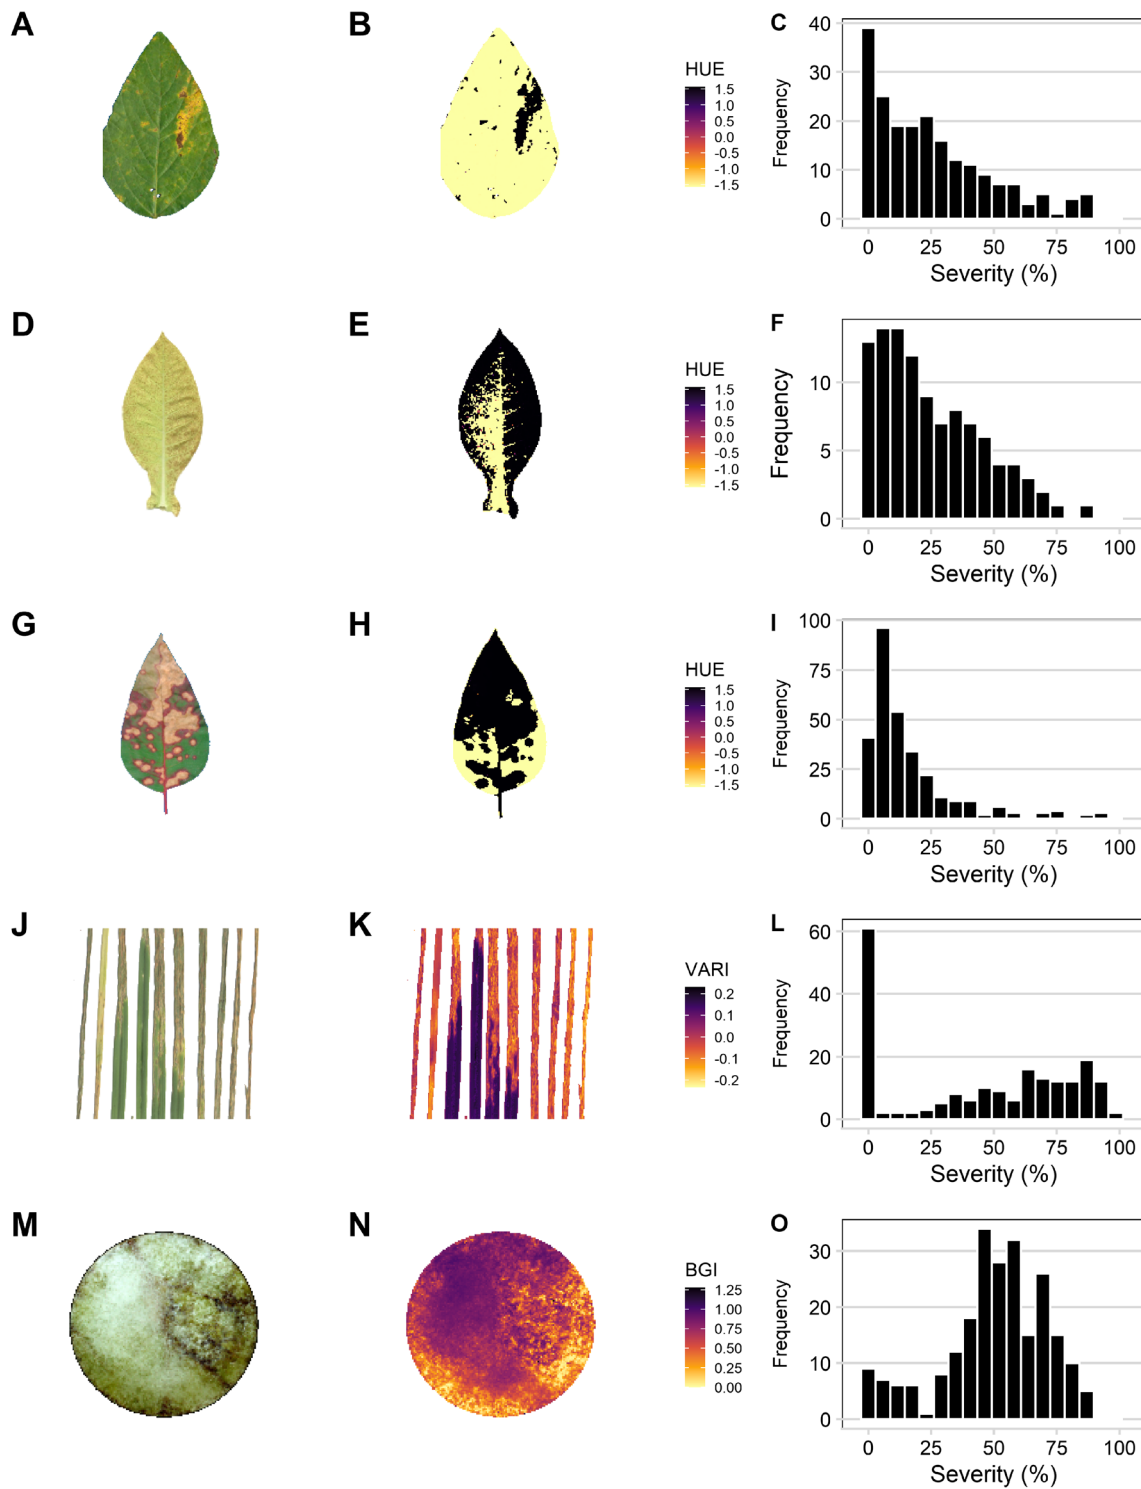 A
B
HUE
1.5
1.0
0.5
0.0
-0.5
-1.0
-1.5
C
Frequency
40
30
20
10
0
0 25 50 75 100
Severity (%)
D
E
HUE
1.5
1.0
0.5
0.0
-0.5
-1.0
-1.5
F
Frequency
10
5
0
0 25 50 75 100
Severity (%)
G
H
HUE
1.5
1.0
0.5
0.0
-0.5
-1.0
-1.5
I
Frequency
100
75
50
25
0
0 25 50 75 100
Severity (%)
J
K
VARI
0.2
0.1
0.0
-0.1
-0.2
L
Frequency
60
40
20
0
0 25 50 75 100
Severity (%)
M
N
BGI
1.25
1.00
0.75
0.50
0.25
0.00
O
Frequency
30
20
10
0
0 25 50 75 100
Severity (%)